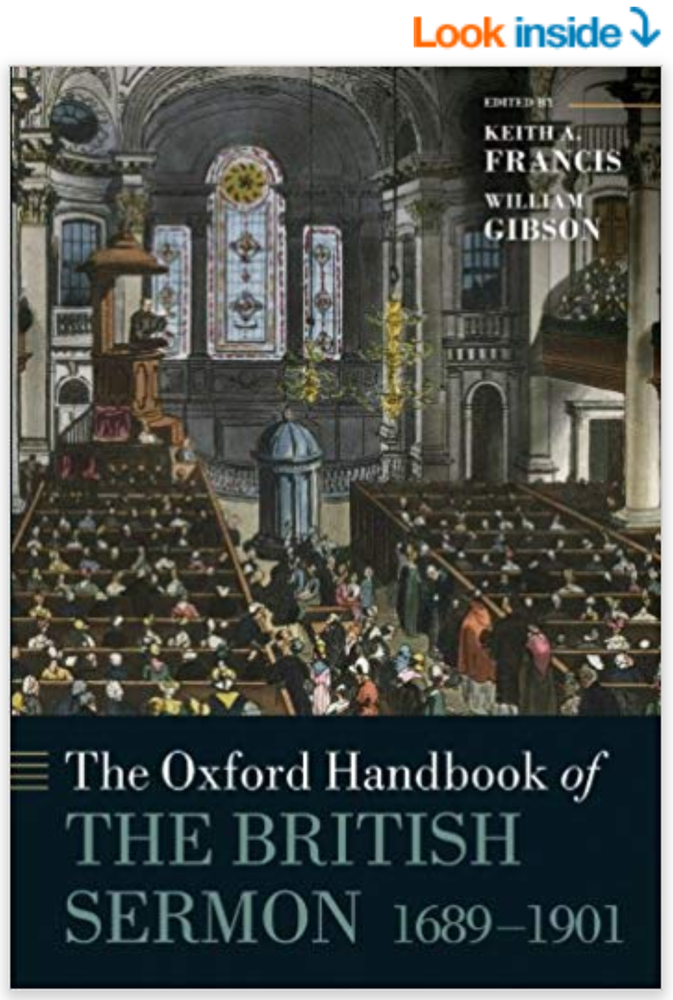 Look inside
EDITED BY
KEITH A.
FRANCIS
WILLIAM
GIBSON
The Oxford Handbook of
THE BRITISH
SERMON 1689–1901